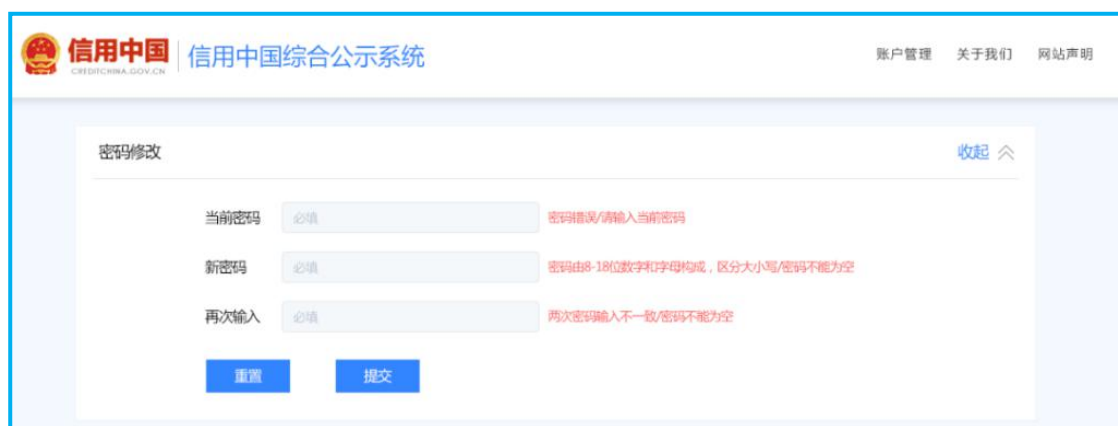 信用中国 信用中国综合公示系统 账户管理 关于我们 网站声明
CREDITCHINA.GOV.CN
密码修改 收起
当前密码 必填 密码错误/请输入当前密码
新密码 必填 密码由8-18位数字和字母构成，区分大小写/密码不能为空
再次输入 必填 两次密码输入不一致/密码不能为空
重置 提交